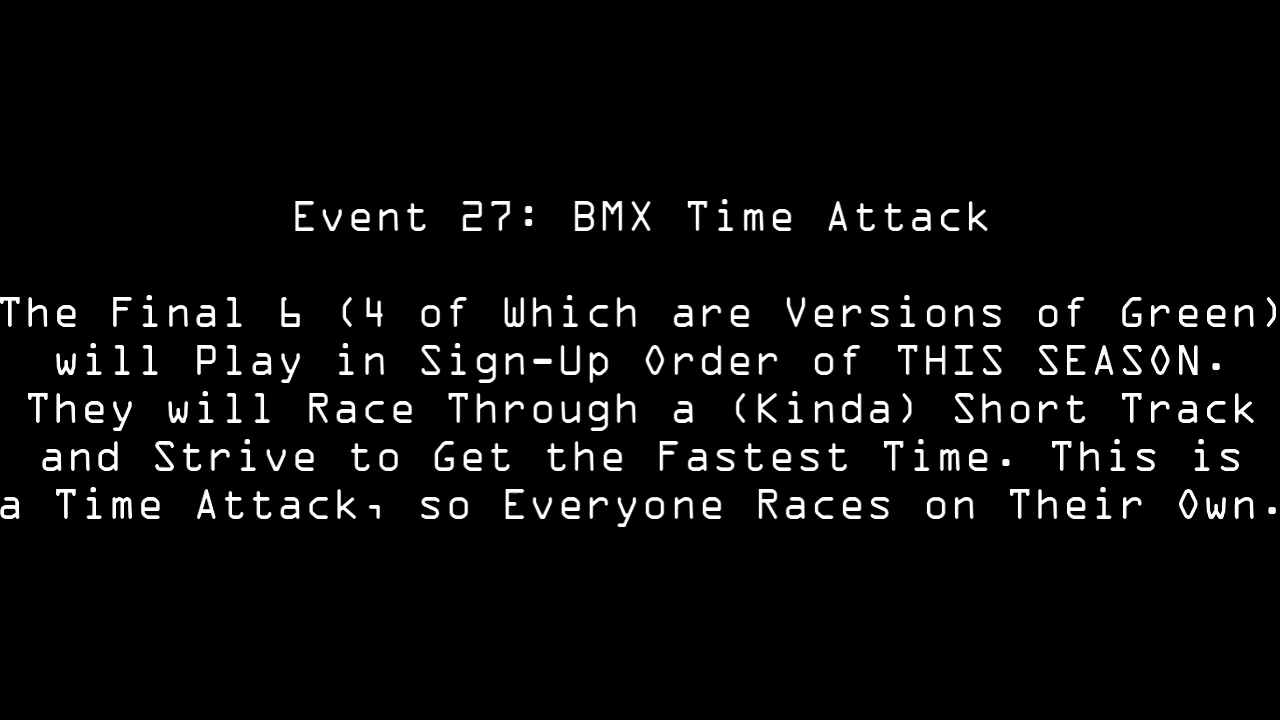 Event 27: BMX Time Attack
The Final 6 (4 of Which are Versions of Green)
will Play in Sign-Up Order of THIS SEASON.
They will Race Through a (Kinda) Short Track
and Strive to Get the Fastest Time. This is
a Time Attack, so Everyone Races on Their Own.